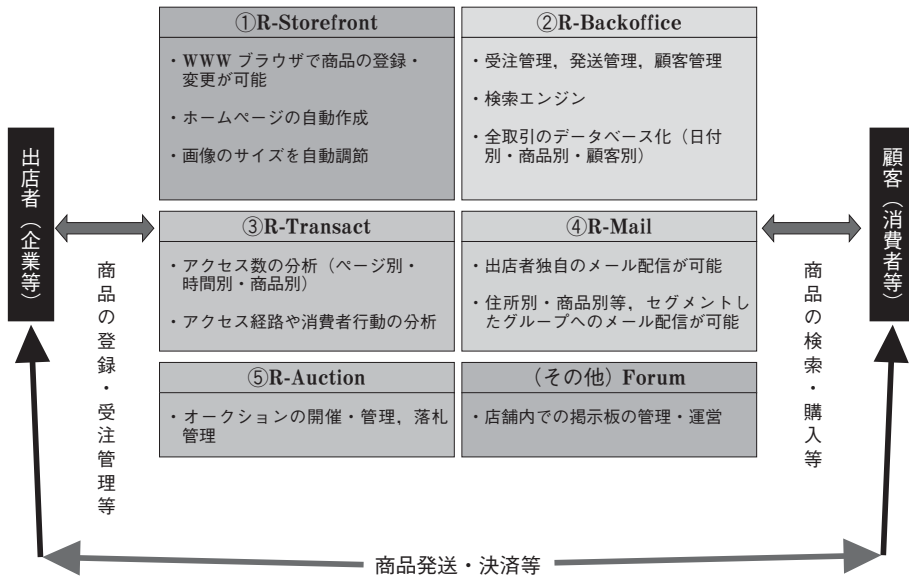 ①R-Storefront
・WWW ブラウザで商品の登録・
変更が可能
・ホームページの自動作成
・画像のサイズを自動調節
②R-Backoffice
・受注管理，発送管理，顧客管理
・検索エンジン
・全取引のデータベース化（日付
別・商品別・顧客別）
出店者（企業等）
顧客（消費者等）
③R-Transact
・アクセス数の分析（ページ別・
時間別・商品別）
・アクセス経路や消費者行動の分析
④R-Mail
・出店者独自のメール配信が可能
・住所別・商品別等，セグメントし
たグループへのメール配信が可能
商品の登録・受注管理等
商品の検索・購入等
⑤R-Auction
・オークションの開催・管理，落札
管理
（その他）Forum
・店舗内での掲示板の管理・運営
商品発送・決済等